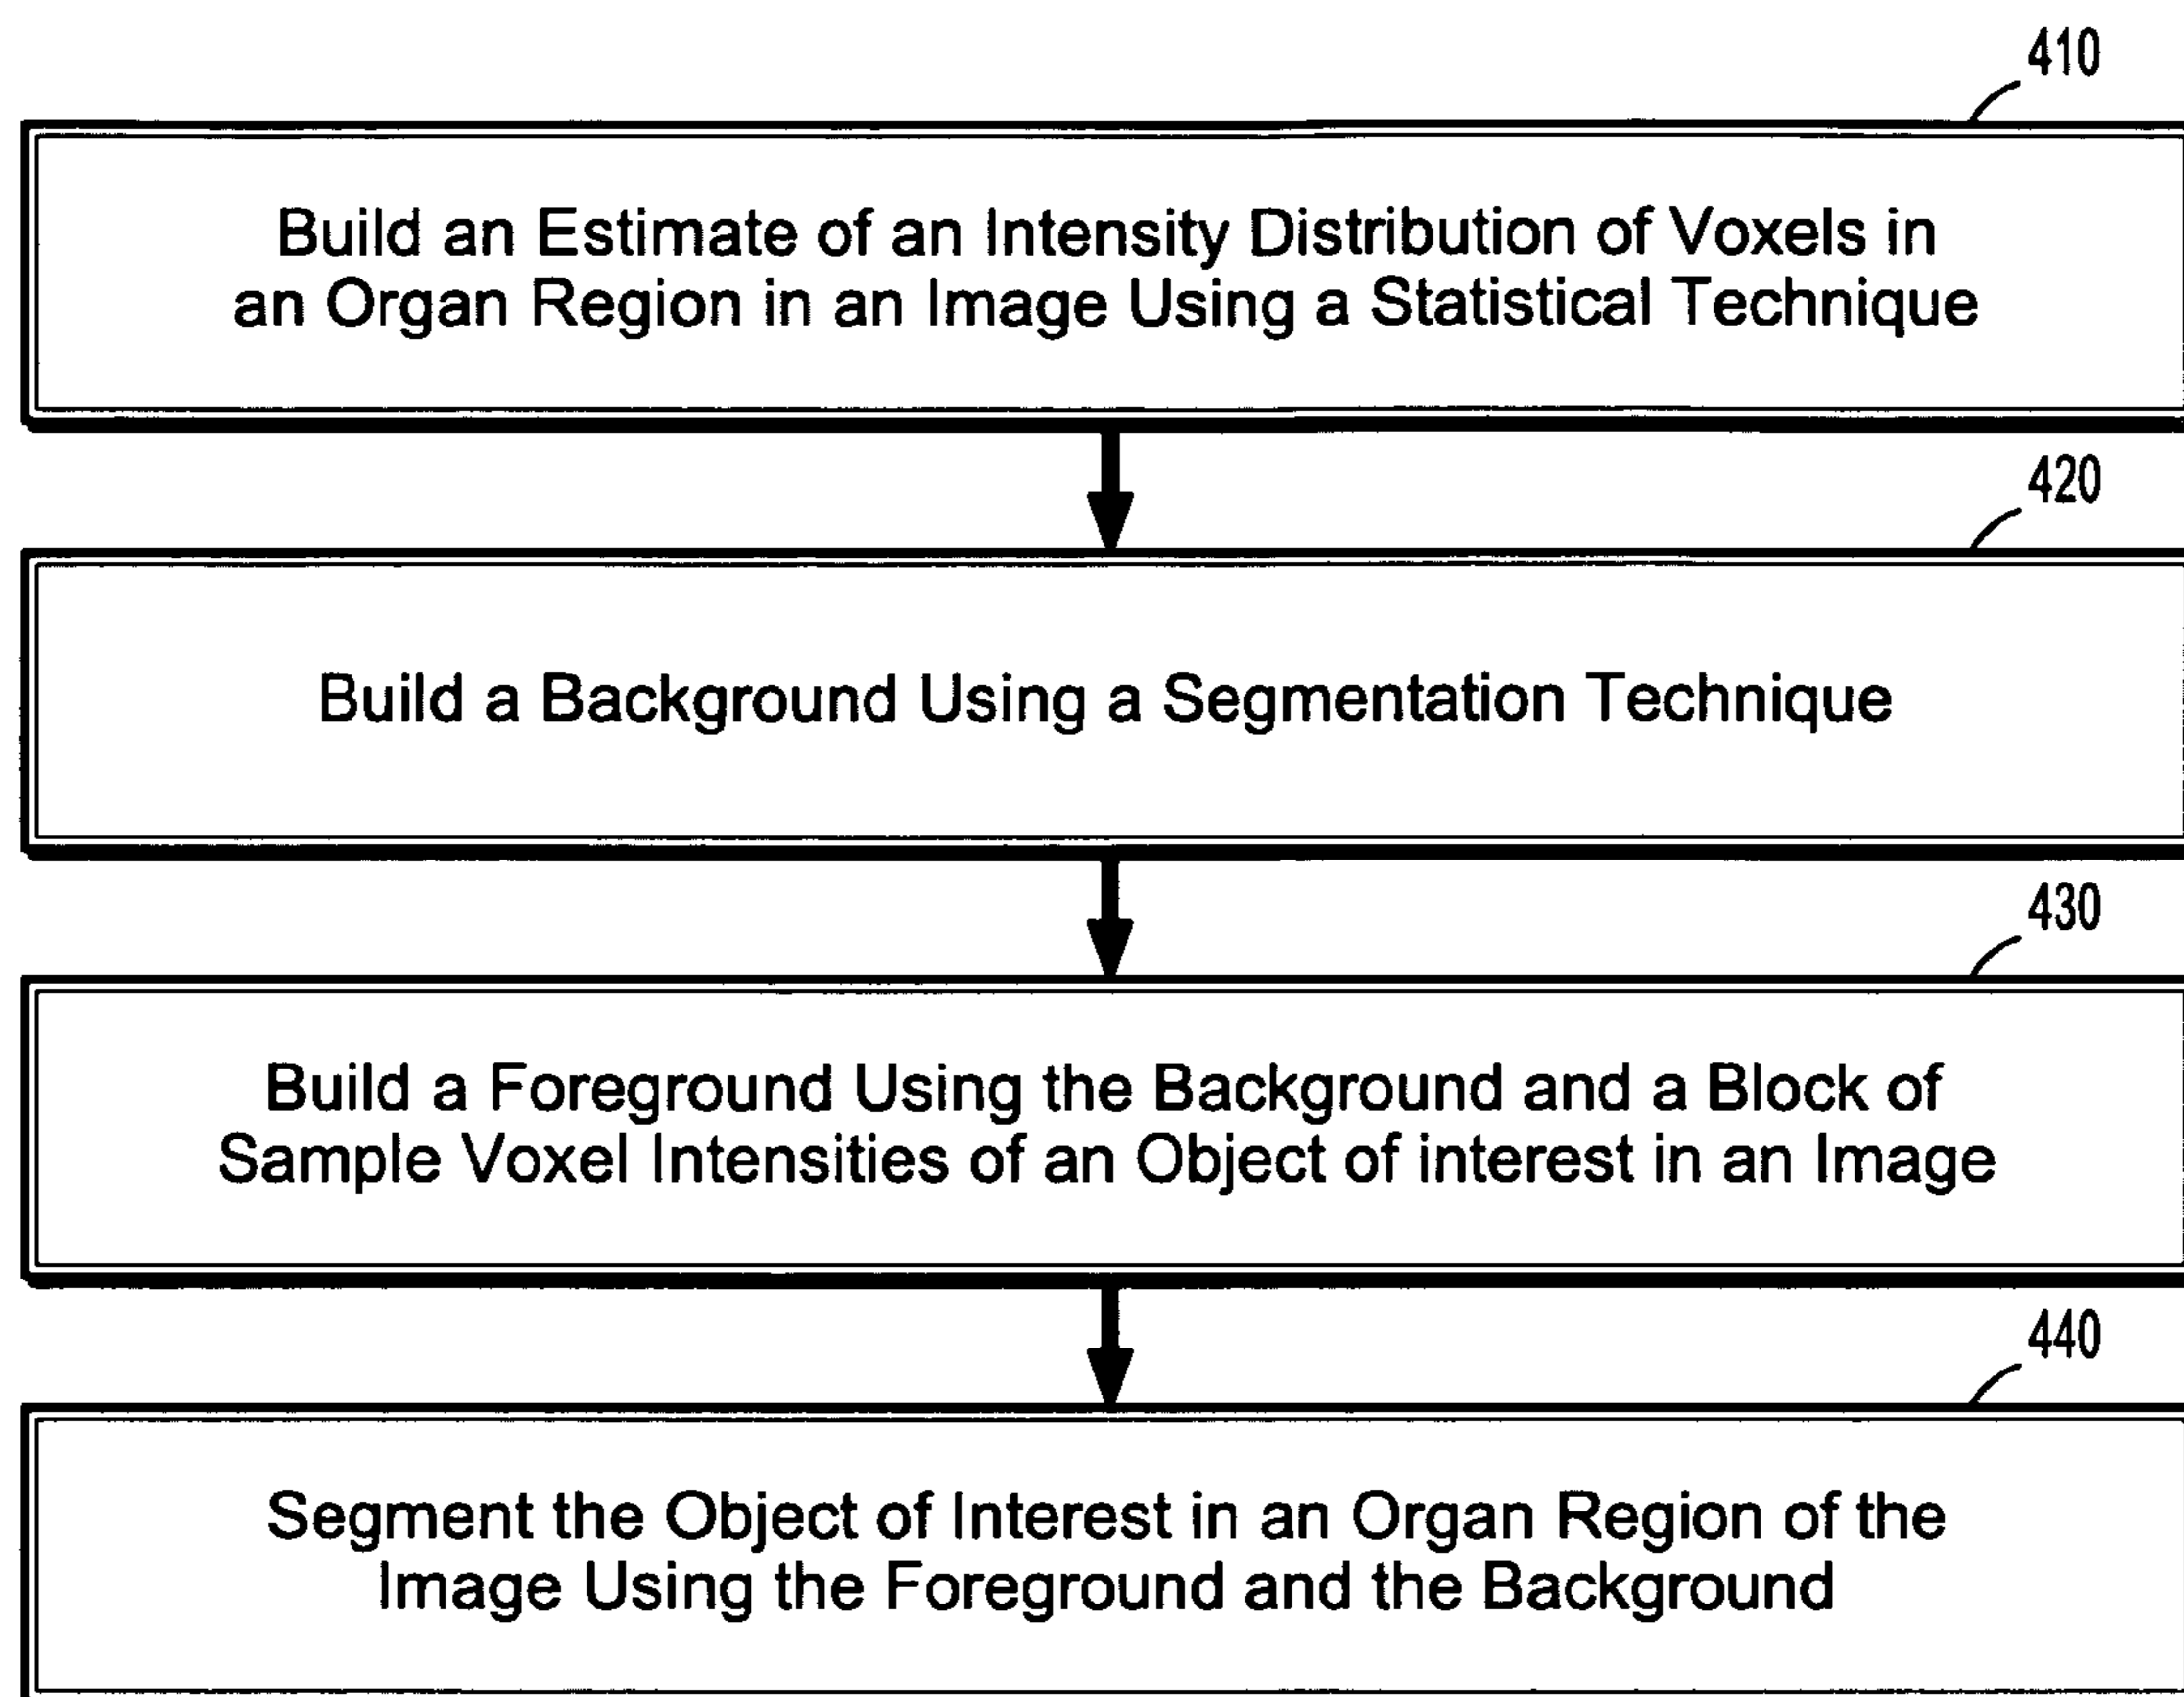 410
Build an Estimate of an Intensity Distribution of Voxels in
an Organ Region in an Image Using a Statistical Technique
420
Build a Background Using a Segmentation Technique
430
Build a Foreground Using the Background and a Block of
Sample Voxel Intensities of an Object of interest in an Image
440
Segment the Object of Interest in an Organ Region of the
Image Using the Foreground and the Background